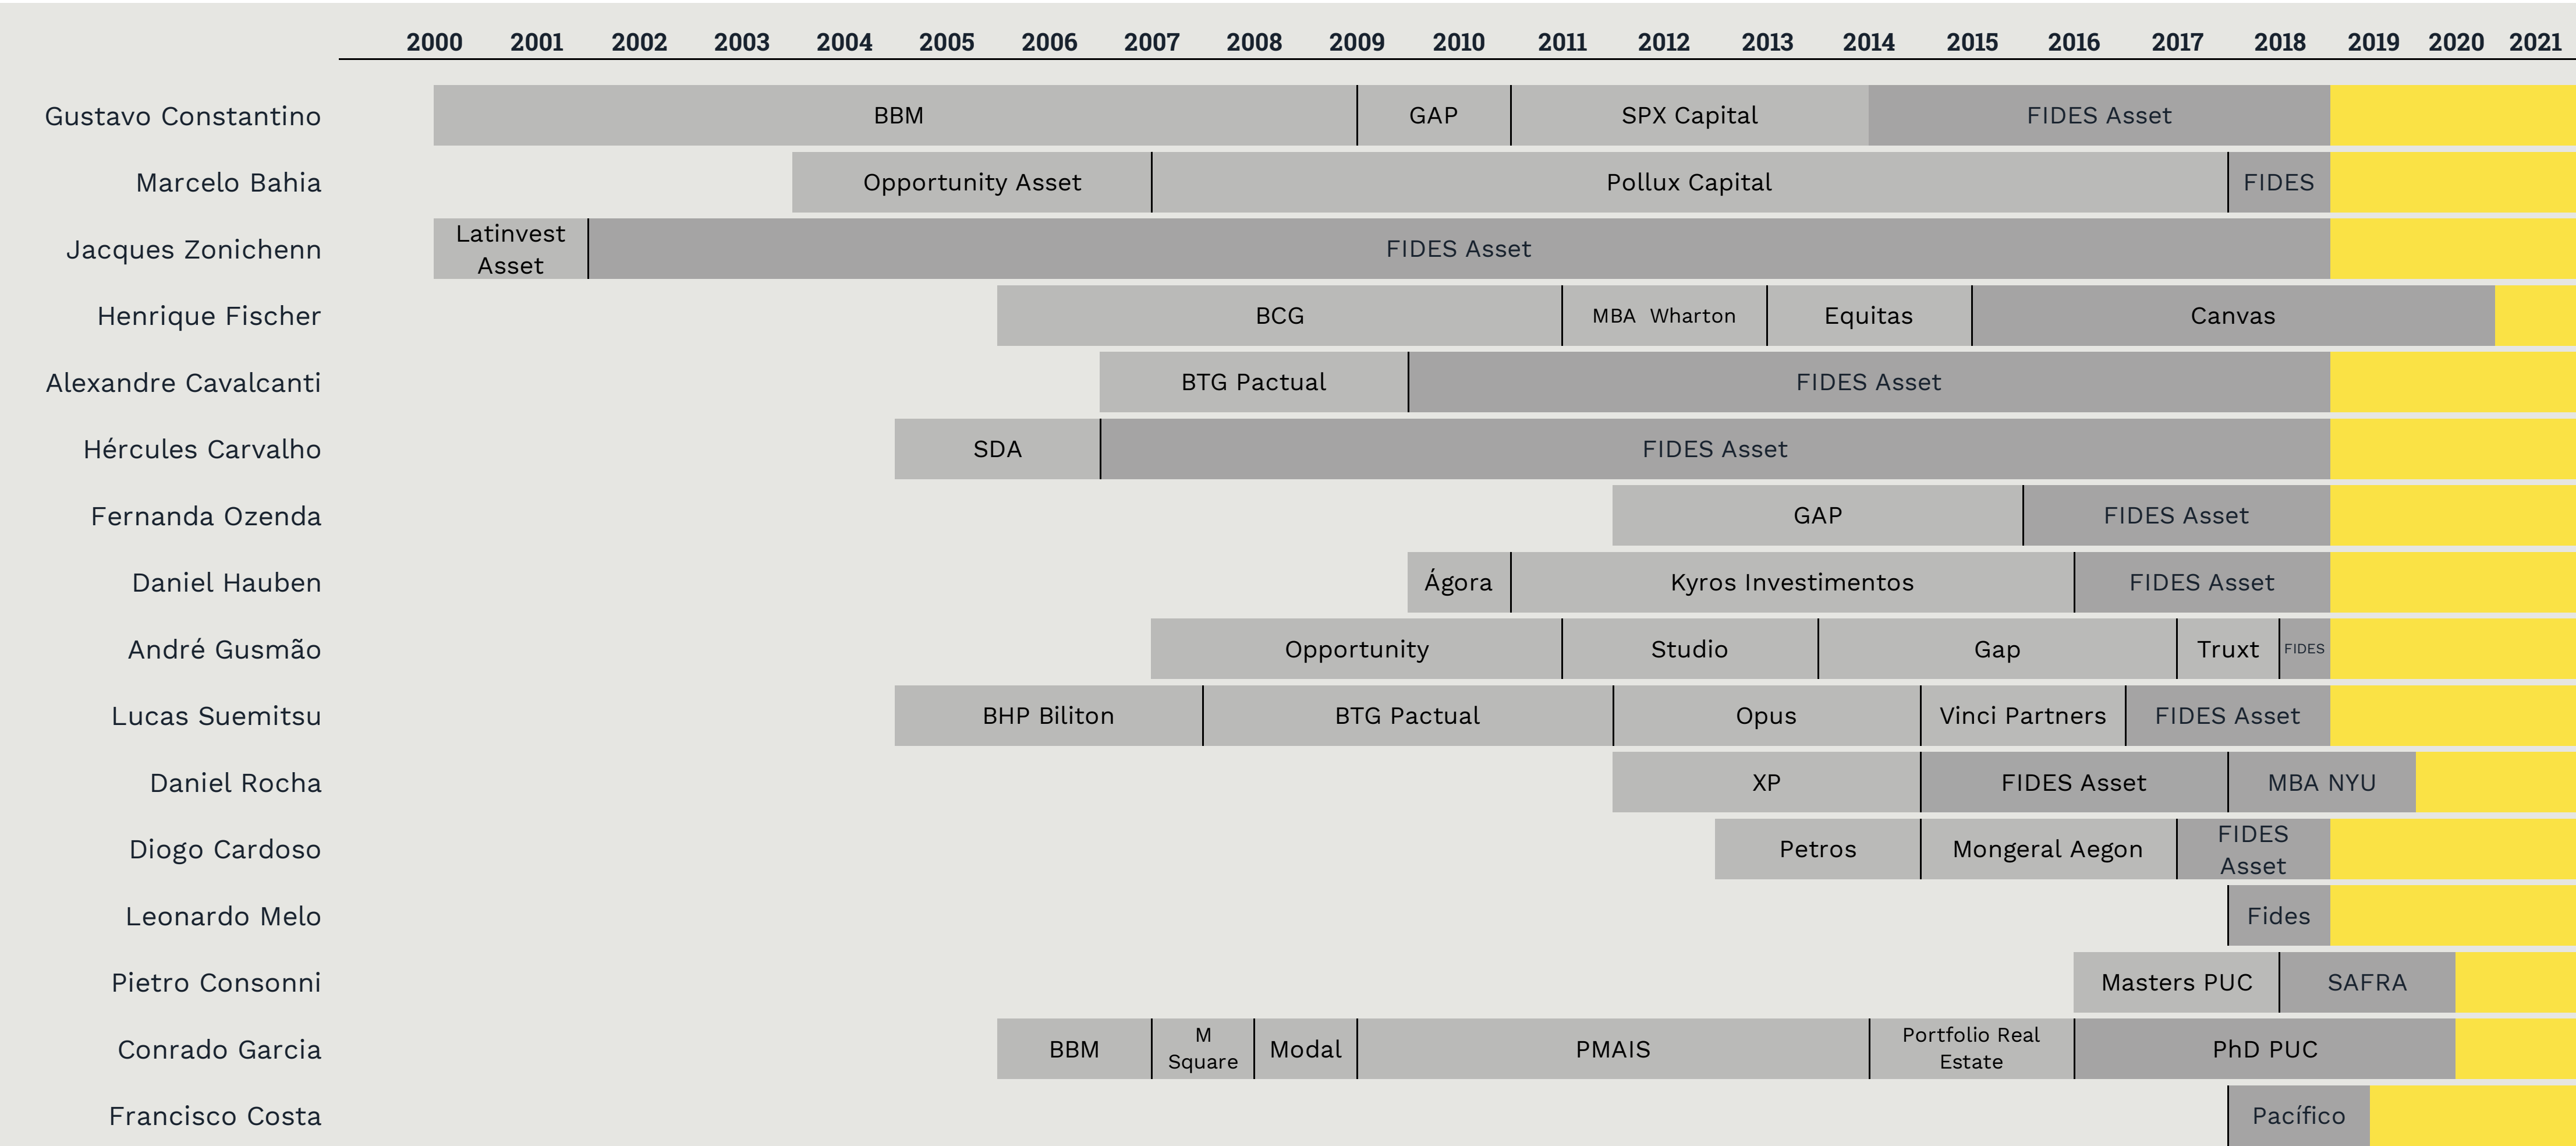 2000 2001 2002 2003 2004 2005 2006 2007 2008 2009 2010 2011 2012 2013 2014 2015 2016 2017 2018 2019 2020 2021
Gustavo Constantino BBM GAP SPX Capital FIDES Asset
Marcelo Bahia Opportunity Asset Pollux Capital FIDES
Jacques Zonichenn Latinvest Asset FIDES Asset
Henrique Fischer BCG MBA Wharton Equitas Canvas
Alexandre Cavalcanti BTG Pactual FIDES Asset
Hércules Carvalho SDA FIDES Asset
Fernanda Ozenda GAP FIDES Asset
Daniel Hauben Ágora Kyros Investimentos FIDES Asset
André Gusmão Opportunity Studio Gap Truxt FIDES
Lucas Suemitsu BHP Biliton BTG Pactual Opus Vinci Partners FIDES Asset
Daniel Rocha XP FIDES Asset MBA NYU
Diogo Cardoso Petros Mongeral Aegon FIDES Asset
Leonardo Melo Fides
Pietro Consonni Masters PUC SAFRA
Conrado Garcia BBM M Square Modal PMAIS Portfolio Real Estate PhD PUC
Francisco Costa Pacífico